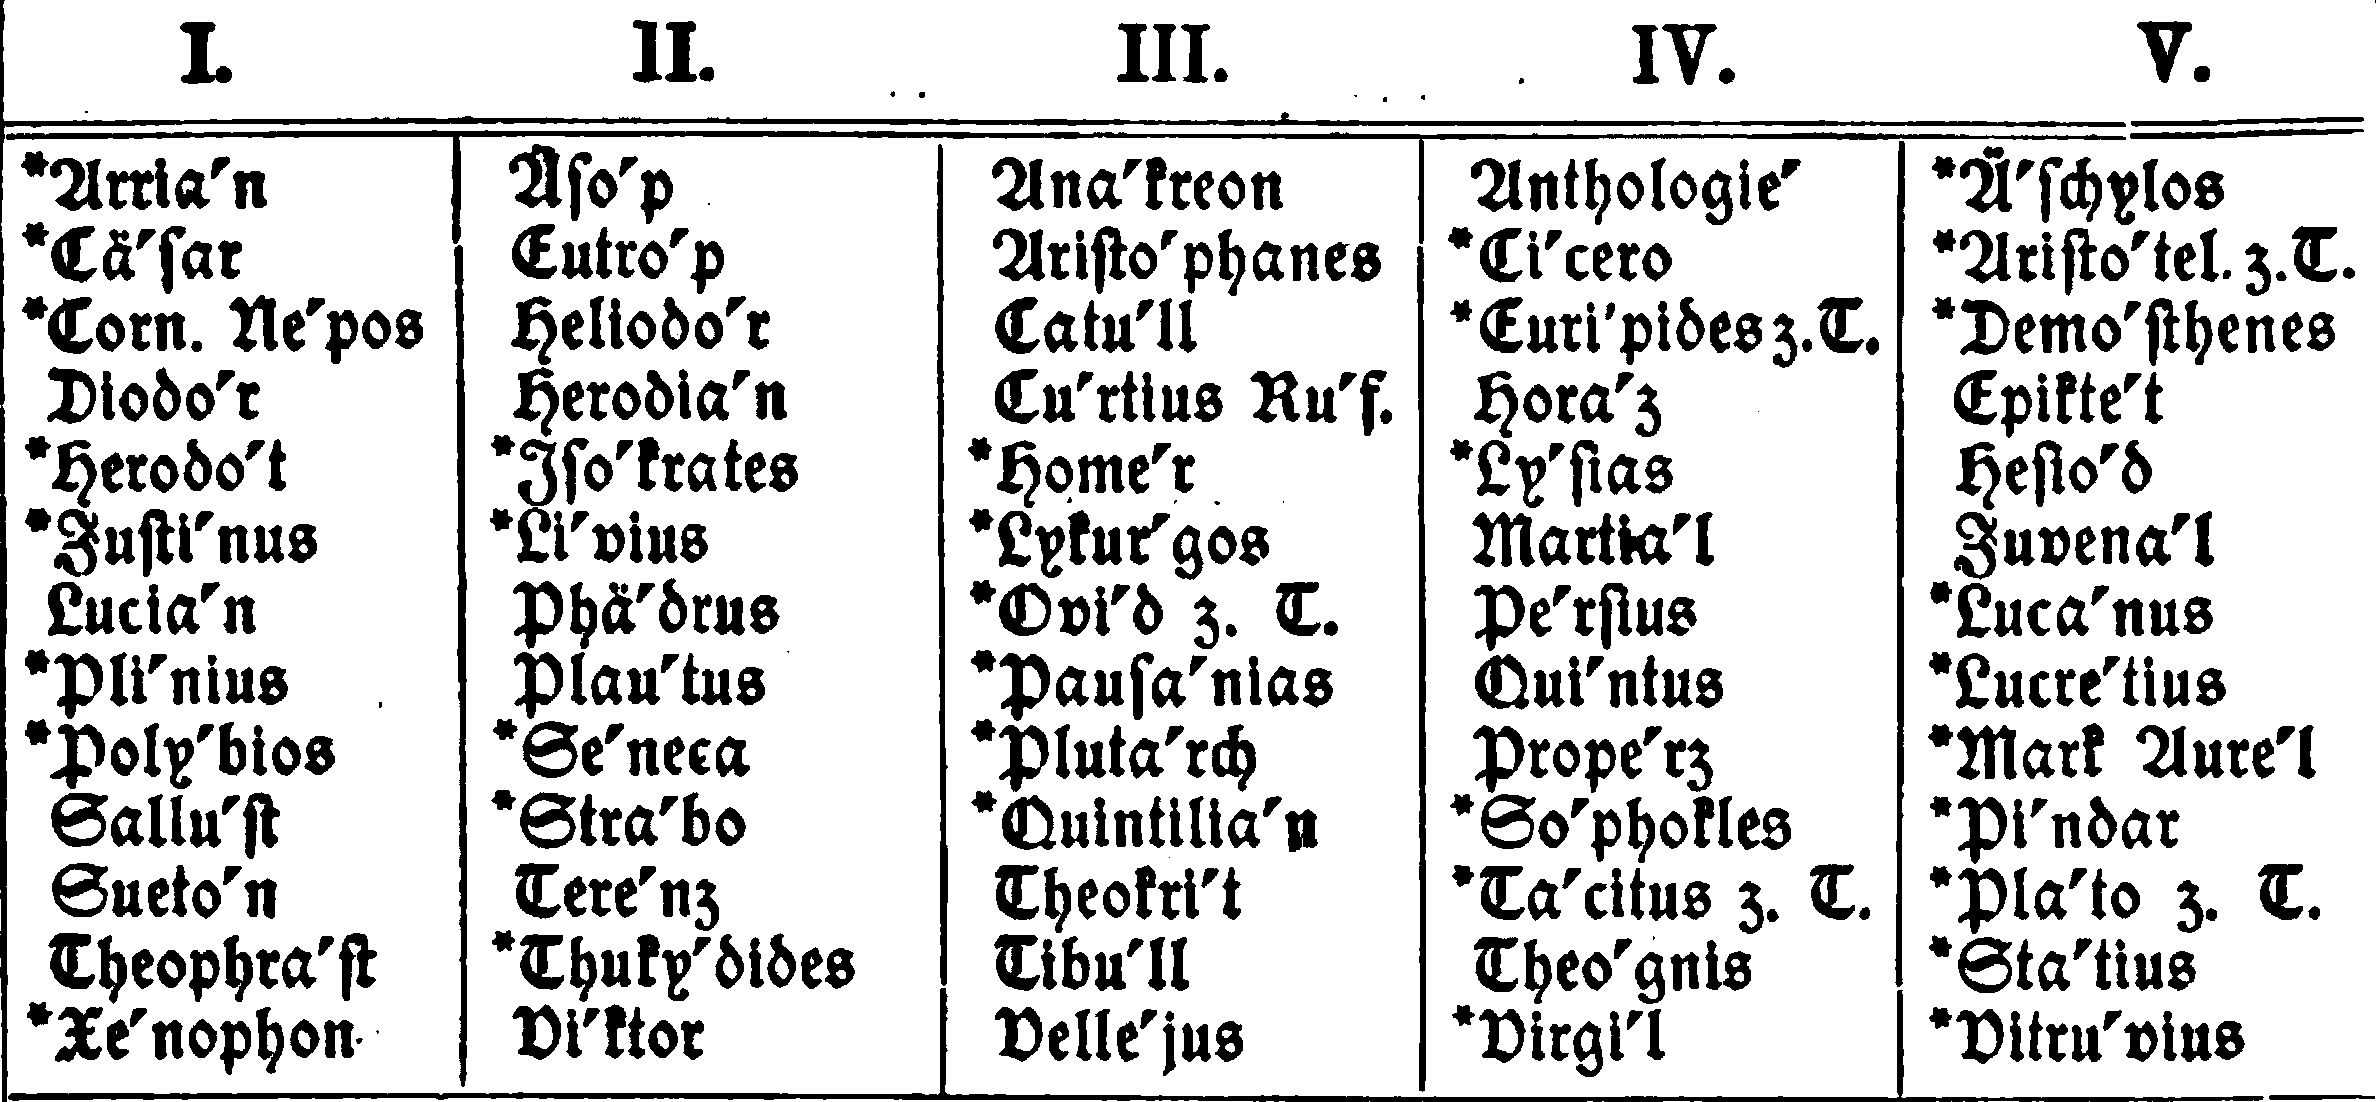 I. II. III. IV. V.
*Arria′n Äſo′p Ana′kreon Anthologie′ *Ä′ſchylos
*Cä′ſar Eutro′p Ariſto′phanes *Ci′cero *Ariſto′tel. z. T.
*Corn. Ne′pos Heliodo′r Catu′ll *Euri′pides z. T. *Demo′ſthenes
Diodo′r Herodia′n Cu′rtius Ru′f. Hora′z Epikte′t
*Herodo′t *Iſo′krates *Home′r *Ly′ſias Heſio′d
*Juſti′nus *Li′vius *Lykur′gos Martia′l Juvena′l
Lucia′n Phä′drus *Ovi′d z. T. Pe′rſius *Luca′nus
*Pli′nius Plau′tus *Pauſa′nias Qui′ntus *Lucre′tius
*Poly′bios *Se′neca *Pluta′rch Prope′rz *Mark Aure′l
Sallu′ſt *Stra′bo *Quintilia′n *So′phokles *Pi′ndar
Sueto′n Tere′nz Theokri′t *Ta′citus z. T. *Pla′to z. T.
Theophra′ſt *Thuky′dides Tibu′ll Theo′gnis *Sta′tius
*Xe′nophon Vi′ktor Velle′jus *Virgi′l *Vitru′vius